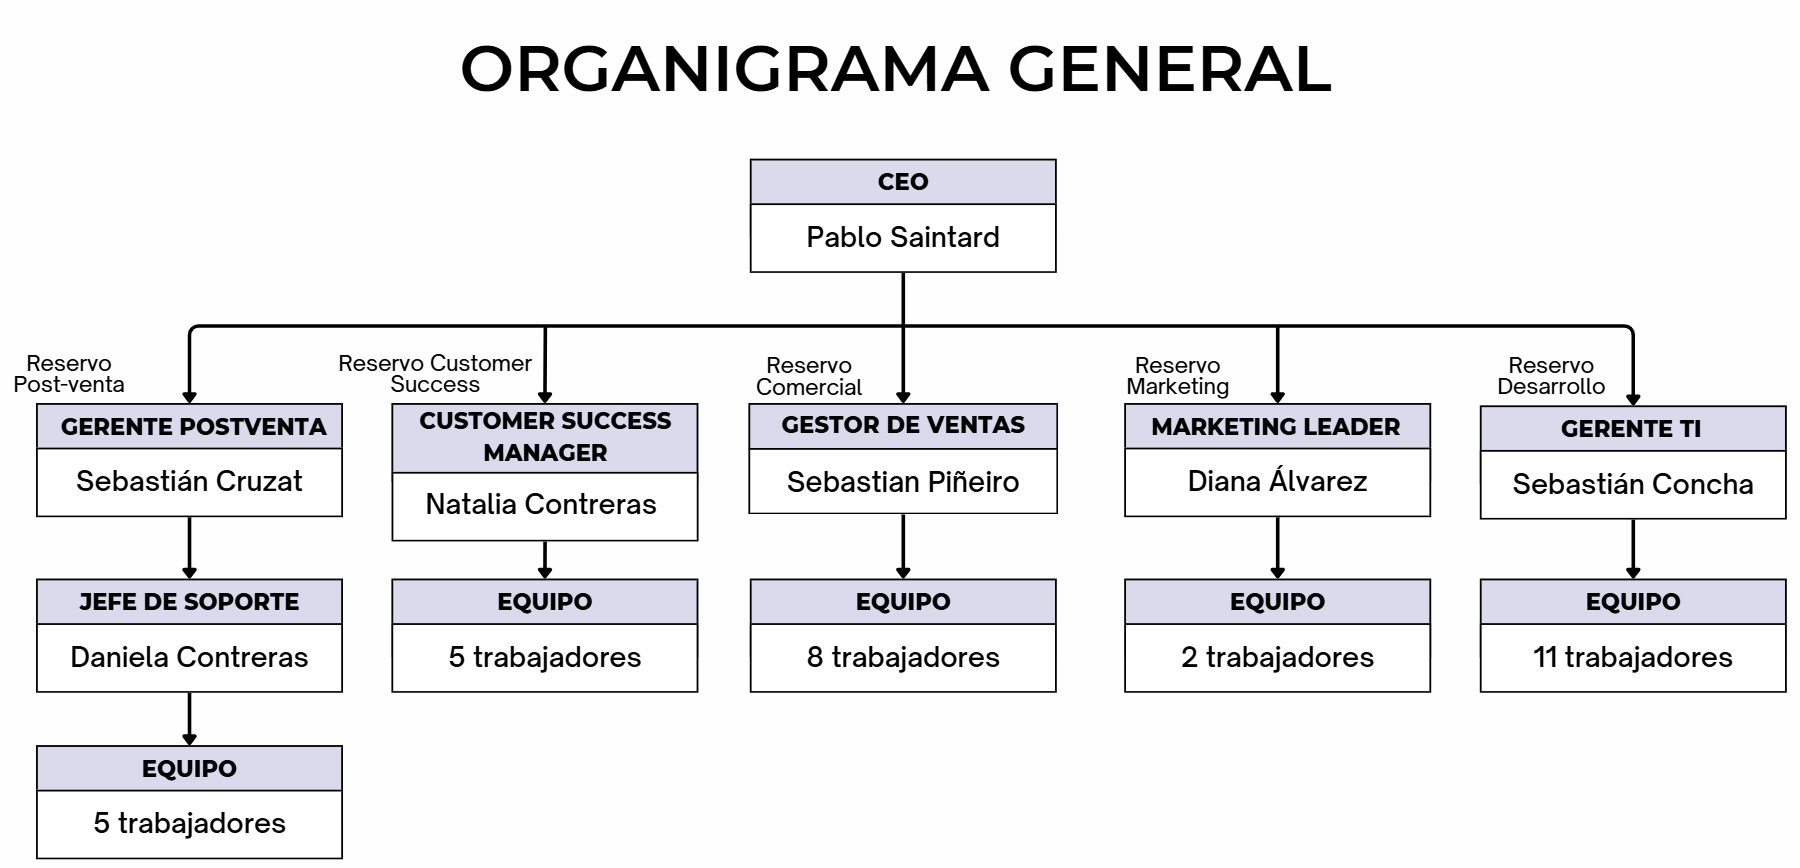 ORGANIGRAMA GENERAL
CEO
Pablo Saintard
Reservo
Post-venta
GERENTE POSTVENTA
Sebastián Cruzat
JEFE DE SOPORTE
Daniela Contreras
EQUIPO
5 trabajadores
Reservo Customer
Success
CUSTOMER SUCCESS
MANAGER
Natalia Contreras
EQUIPO
5 trabajadores
Reservo
Comercial
GESTOR DE VENTAS
Sebastian Piñeiro
EQUIPO
8 trabajadores
Reservo
Marketing
MARKETING LEADER
Diana Álvarez
EQUIPO
2 trabajadores
Reservo
Desarrollo
GERENTE TI
Sebastián Concha
EQUIPO
11 trabajadores